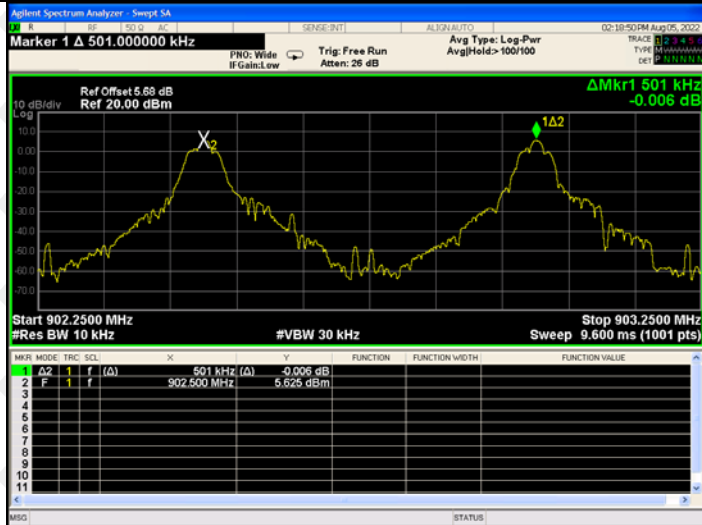 Agilent Spectrum Analyzer - Swept SA
R RF 50 Ω AC SENSE:INT ALIGN AUTO 02:18:50 PM Aug 05, 2022
Marker 1 Δ 501.000000 kHz
PNO: Wide
IFGain:Low
Trig: Free Run
Atten: 26 dB
Avg Type: Log-Pwr
Avg|Hold:> 100/100
TRACE 1 2 3 4 5 6
TYPE M
DET P N N N N N
Ref Offset 5.68 dB
10 dB/div Ref 20.00 dBm
ΔMkr1 501 kHz
-0.006 dB
Log
10.0
0.00
-10.0
-20.0
-30.0
-40.0
-50.0
-60.0
-70.0
X2
1Δ2
Start 902.2500 MHz Stop 903.2500 MHz
#Res BW 10 kHz #VBW 30 kHz Sweep 9.600 ms (1001 pts)
MKR MODE TRC SCL X Y FUNCTION FUNCTION WIDTH FUNCTION VALUE
1 Δ2 1 f (Δ) 501 kHz (Δ) -0.006 dB
2 F 1 f 902.500 MHz 5.625 dBm
3
4
5
6
7
8
9
10
11
MSG STATUS